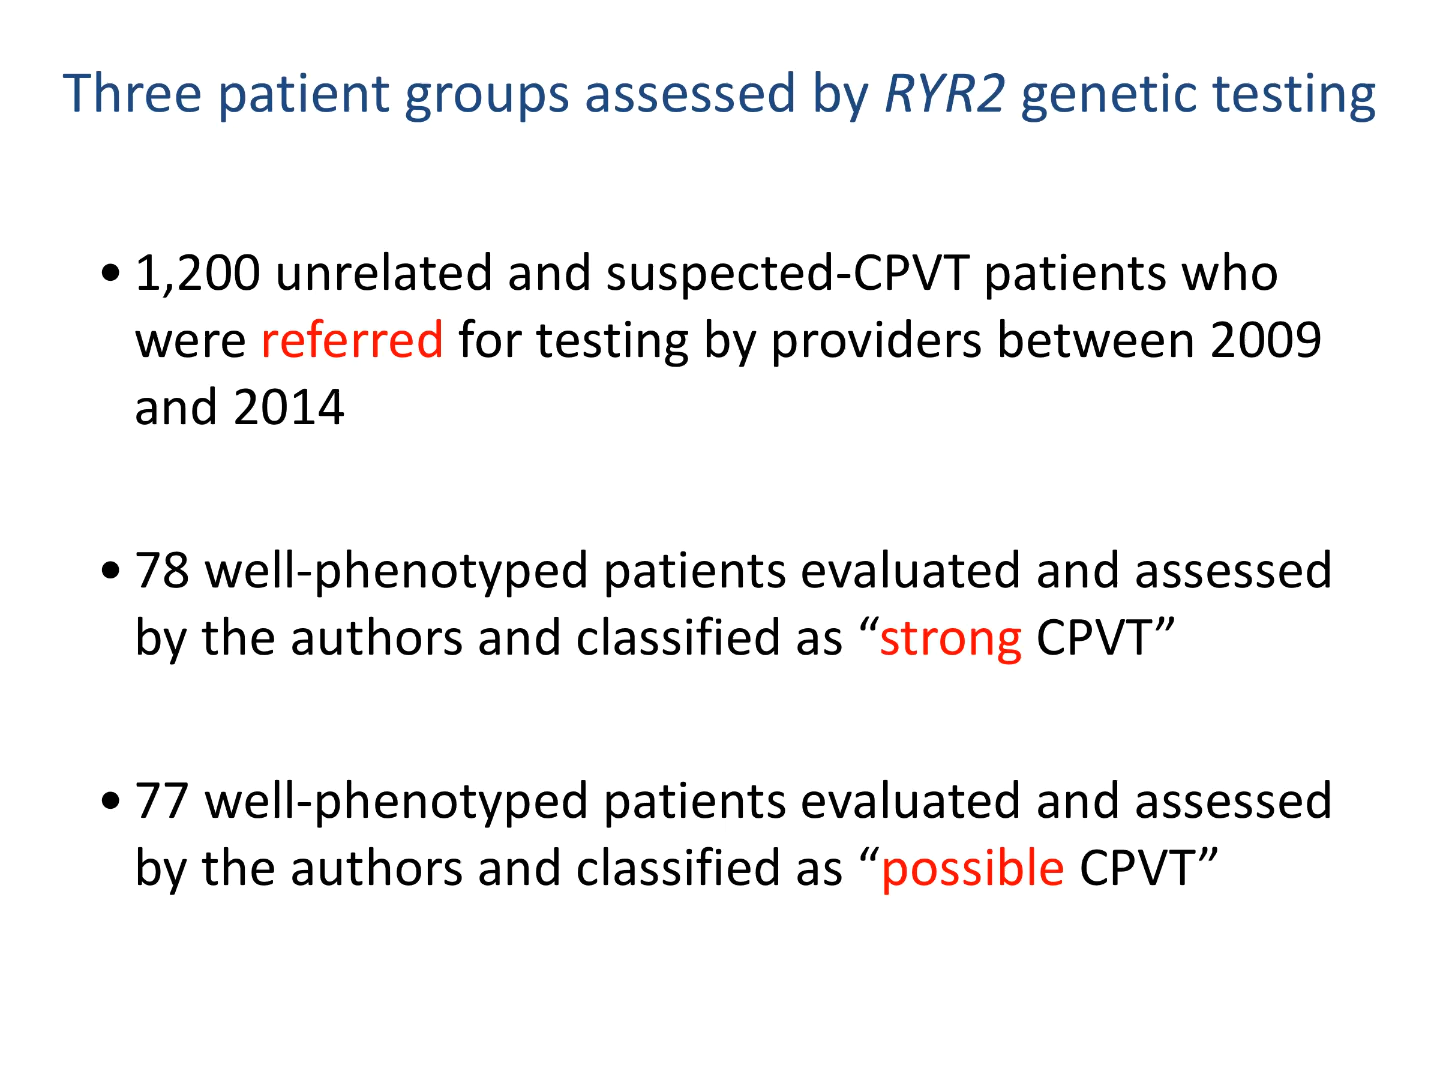 Three patient groups assessed by RYR2 genetic testing
• 1,200 unrelated and suspected-CPVT patients who
were referred for testing by providers between 2009
and 2014
• 78 well-phenotyped patients evaluated and assessed
by the authors and classified as “strong CPVT”
• 77 well-phenotyped patients evaluated and assessed
by the authors and classified as “possible CPVT”